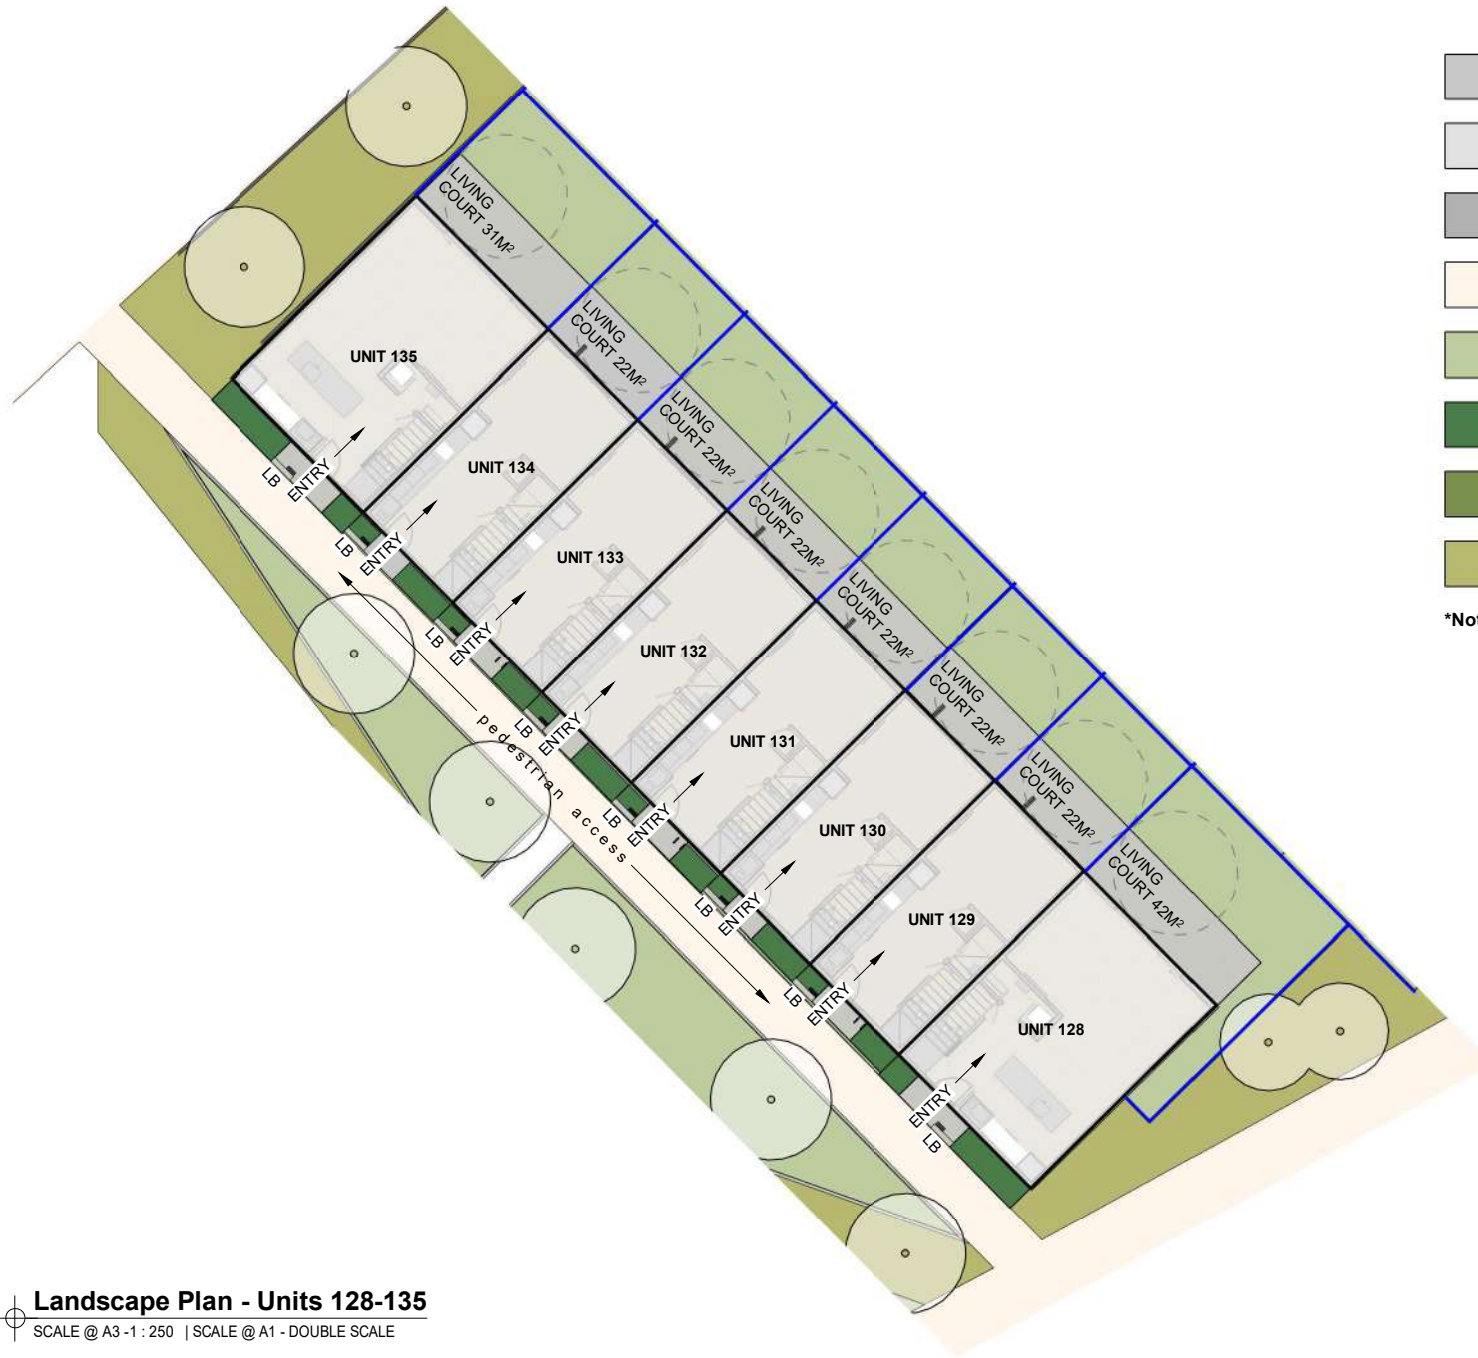 LIVING
COURT 31M²
LIVING
COURT 22M²
LIVING
COURT 22M²
LIVING
COURT 22M²
LIVING
COURT 22M²
LIVING
COURT 22M²
LIVING
COURT 22M²
LIVING
COURT 42M²
UNIT 135
UNIT 134
UNIT 133
UNIT 132
UNIT 131
UNIT 130
UNIT 129
UNIT 128
LB
ENTRY
LB
ENTRY
LB
ENTRY
LB
ENTRY
LB
ENTRY
LB
ENTRY
LB
ENTRY
LB
ENTRY
pedestrian access
*Not
Landscape Plan - Units 128-135
SCALE @ A3 -1 : 250 | SCALE @ A1 - DOUBLE SCALE